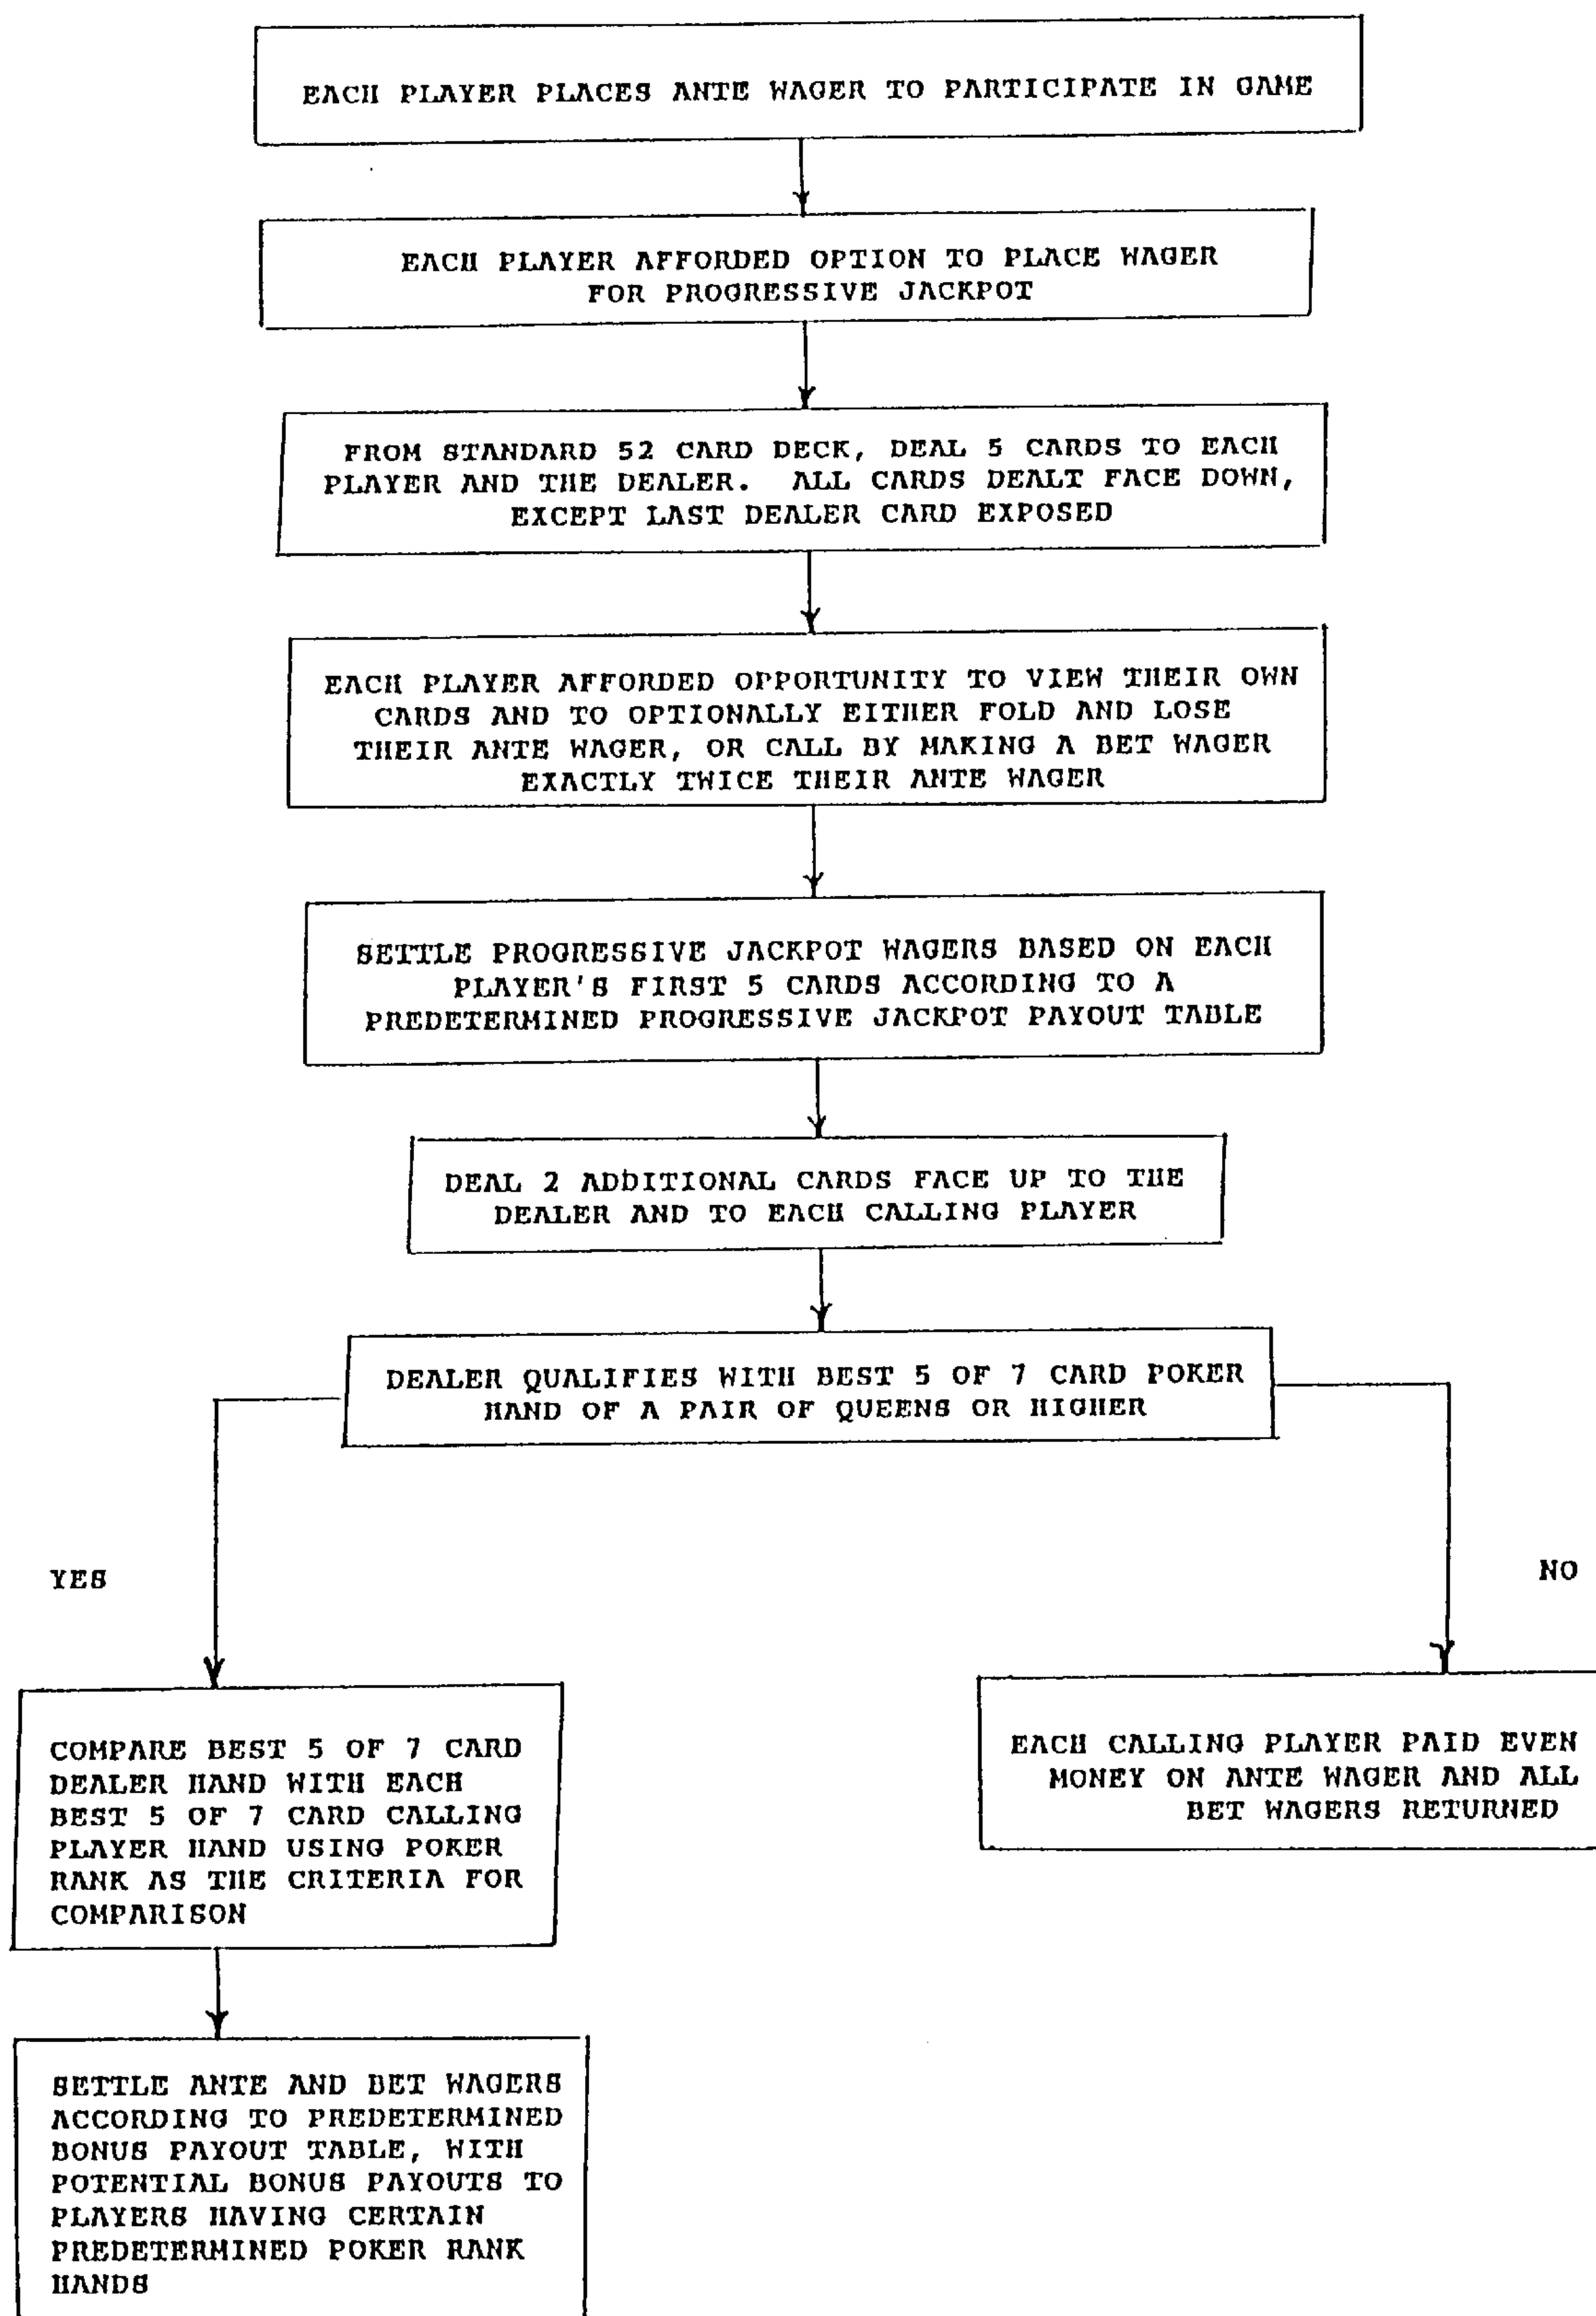 EACH PLAYER PLACES ANTE WAGER TO PARTICIPATE IN GAME
EACH PLAYER AFFORDED OPTION TO PLACE WAGER
FOR PROGRESSIVE JACKPOT
FROM STANDARD 52 CARD DECK, DEAL 5 CARDS TO EACH
PLAYER AND THE DEALER. ALL CARDS DEALT FACE DOWN,
EXCEPT LAST DEALER CARD EXPOSED
EACH PLAYER AFFORDED OPPORTUNITY TO VIEW THEIR OWN
CARDS AND TO OPTIONALLY EITHER FOLD AND LOSE
THEIR ANTE WAGER, OR CALL BY MAKING A BET WAGER
EXACTLY TWICE THEIR ANTE WAGER
SETTLE PROGRESSIVE JACKPOT WAGERS BASED ON EACH
PLAYER'S FIRST 5 CARDS ACCORDING TO A
PREDETERMINED PROGRESSIVE JACKPOT PAYOUT TABLE
DEAL 2 ADDITIONAL CARDS FACE UP TO THE
DEALER AND TO EACH CALLING PLAYER
DEALER QUALIFIES WITH BEST 5 OF 7 CARD POKER
HAND OF A PAIR OF QUEENS OR HIGHER
YES
NO
COMPARE BEST 5 OF 7 CARD
DEALER HAND WITH EACH
BEST 5 OF 7 CARD CALLING
PLAYER HAND USING POKER
RANK AS THE CRITERIA FOR
COMPARISON
EACH CALLING PLAYER PAID EVEN
MONEY ON ANTE WAGER AND ALL
BET WAGERS RETURNED
SETTLE ANTE AND BET WAGERS
ACCORDING TO PREDETERMINED
BONUS PAYOUT TABLE, WITH
POTENTIAL BONUS PAYOUTS TO
PLAYERS HAVING CERTAIN
PREDETERMINED POKER RANK
HANDS